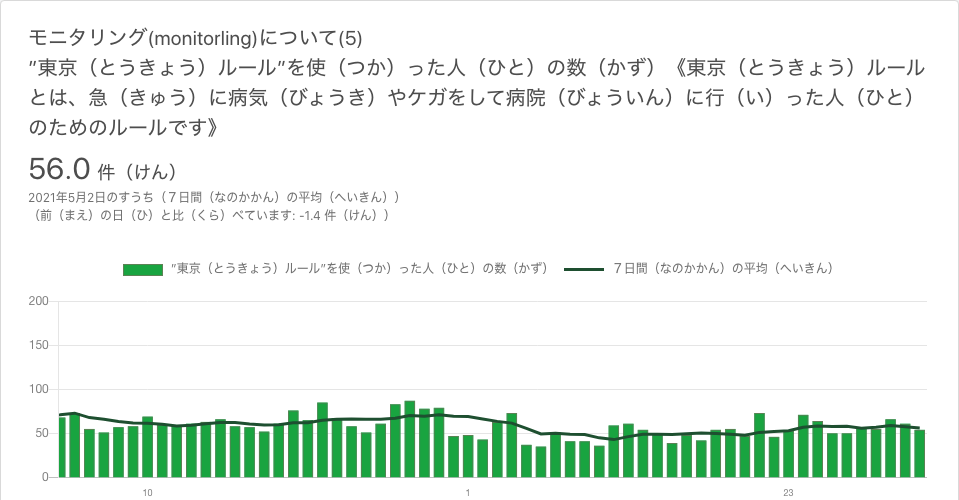 モニタリング(monitorling)について(5)
”東京（とうきょう）ルール”を使（つか）った人（ひと）の数（かず）《東京（とうきょう）ルール
とは、急（きゅう）に病気（びょうき）やケガをして病院（びょういん）に行（い）った人（ひと）
のためのルールです》
56.0 件（けん）
2021年5月2日のすうち（７日間（なのかかん）の平均（へいきん））
（前（まえ）の日（ひ）と比（くら）べています: -1.4 件（けん））
”東京（とうきょう）ルール”を使（つか）った人（ひと）の数（かず） ７日間（なのかかん）の平均（へいきん）
200
150
100
50
0
10 1 23